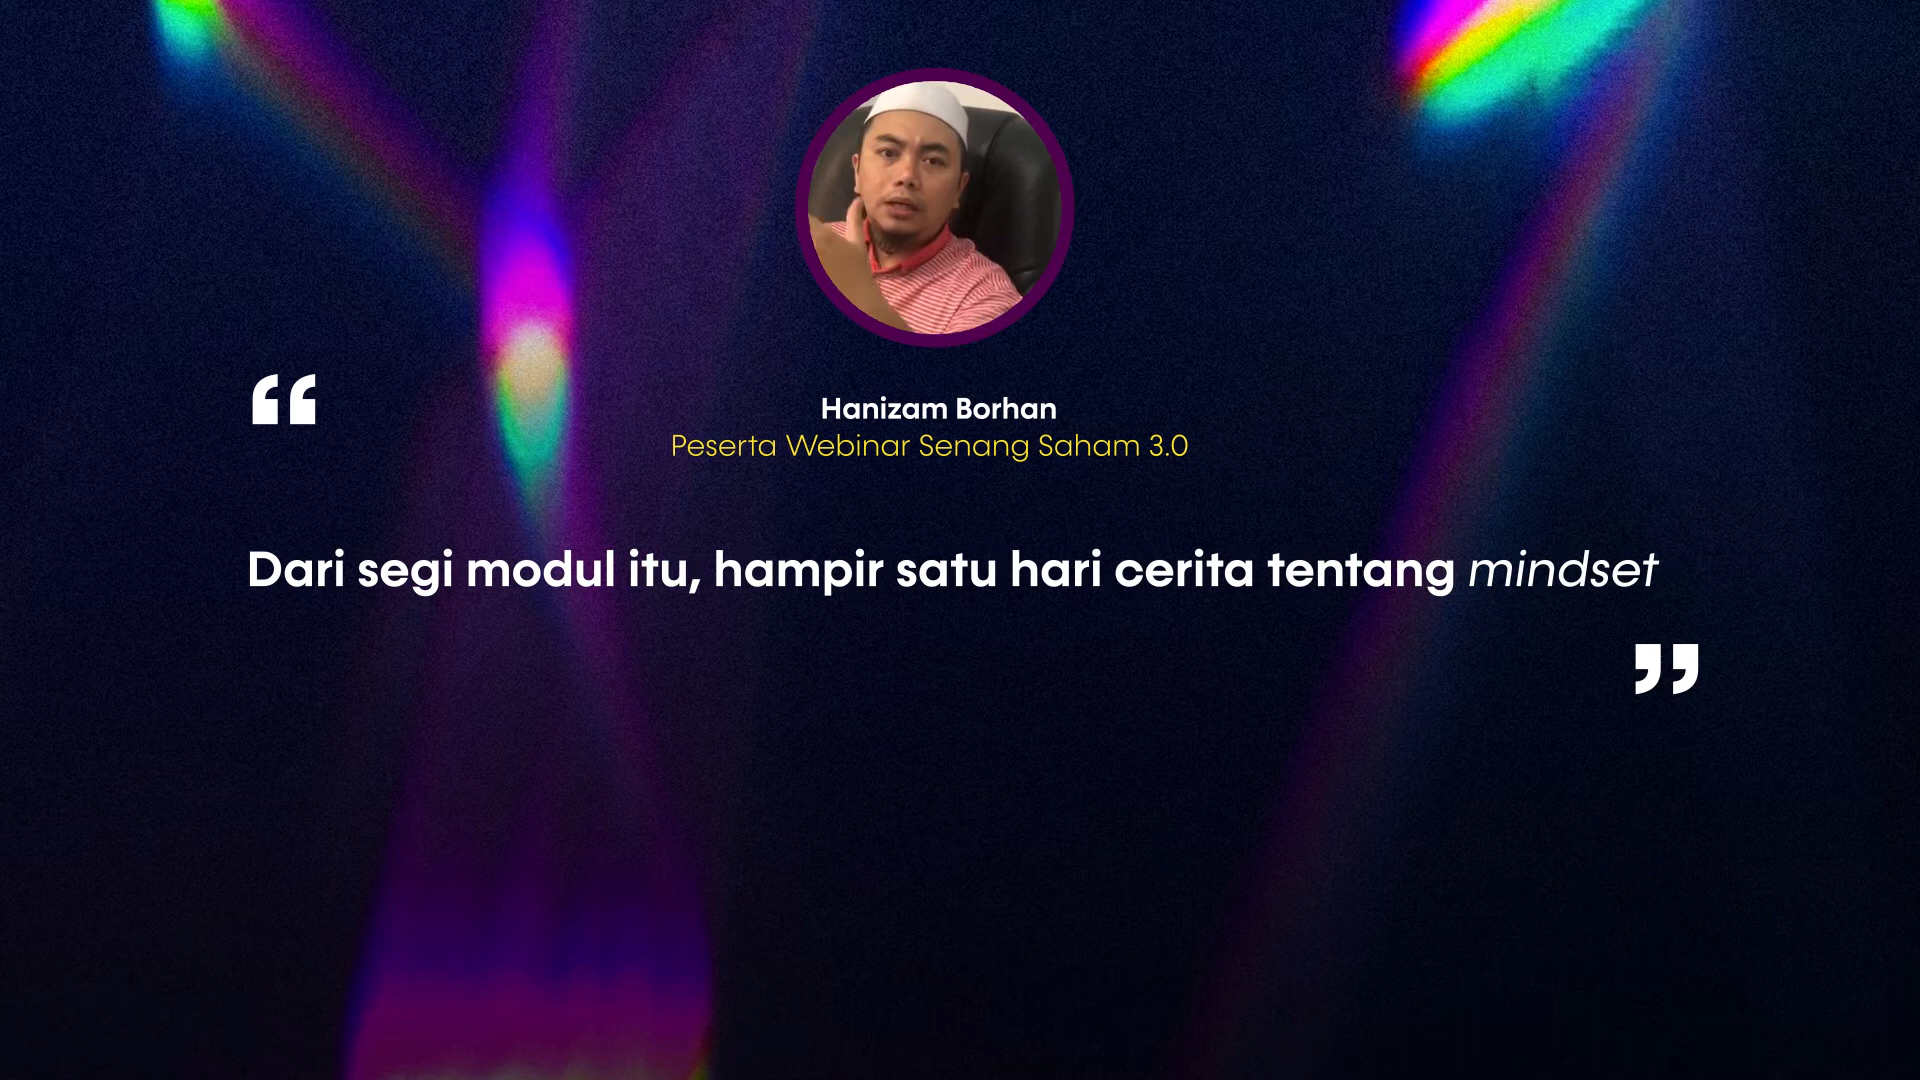 “
Hanizam Borhan
Peserta Webinar Senang Saham 3.0
Dari segi modul itu, hampir satu hari cerita tentang mindset
”